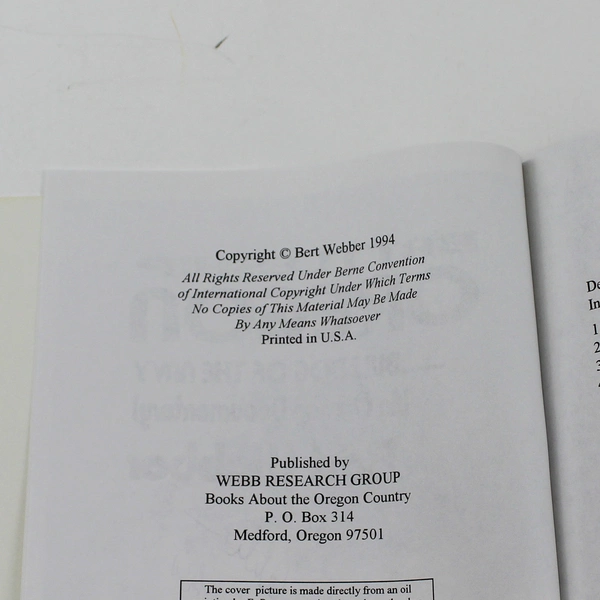 Copyright © Bert Webber 1994
All Rights Reserved Under Berne Convention
of International Copyright Under Which Terms
No Copies of This Material May Be Made
By Any Means Whatsoever
Printed in U.S.A.
Published by
WEBB RESEARCH GROUP
Books About the Oregon Country
P. O. Box 314
Medford, Oregon 97501
The cover picture is made directly from an oil